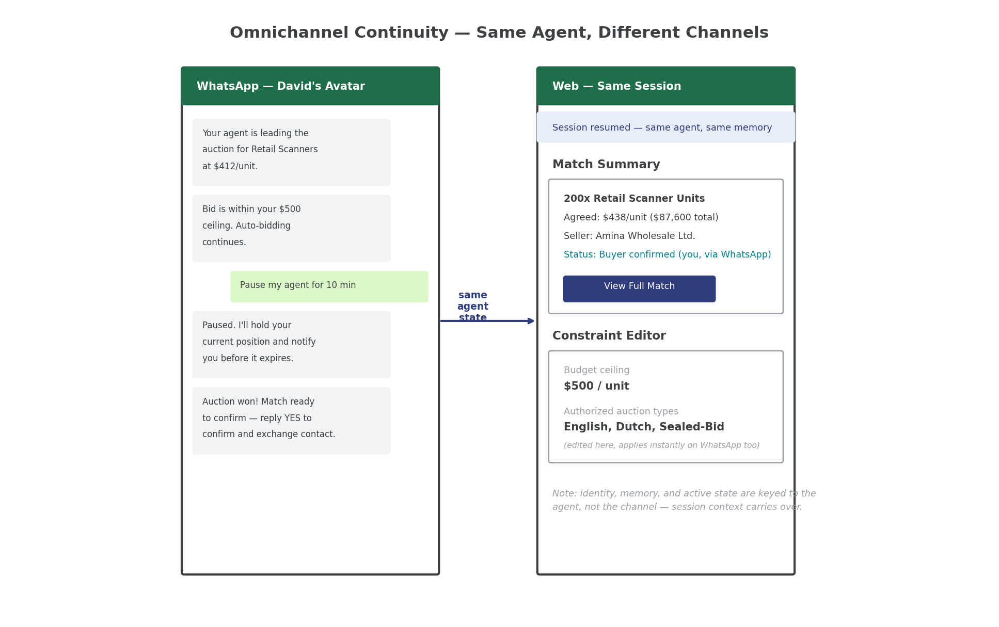 Omnichannel Continuity — Same Agent, Different Channels
WhatsApp — David's Avatar
Your agent is leading the
auction for Retail Scanners
at $412/unit.
Bid is within your $500
ceiling. Auto-bidding
continues.
Pause my agent for 10 min
Paused. I'll hold your
current position and notify
you before it expires.
Auction won! Match ready
to confirm — reply YES to
confirm and exchange contact.
same
agent
state
Web — Same Session
Session resumed — same agent, same memory
Match Summary
200x Retail Scanner Units
Agreed: $438/unit ($87,600 total)
Seller: Amina Wholesale Ltd.
Status: Buyer confirmed (you, via WhatsApp)
View Full Match
Constraint Editor
Budget ceiling
$500 / unit
Authorized auction types
English, Dutch, Sealed-Bid
(edited here, applies instantly on WhatsApp too)
Note: identity, memory, and active state are keyed to the
agent, not the channel — session context carries over.